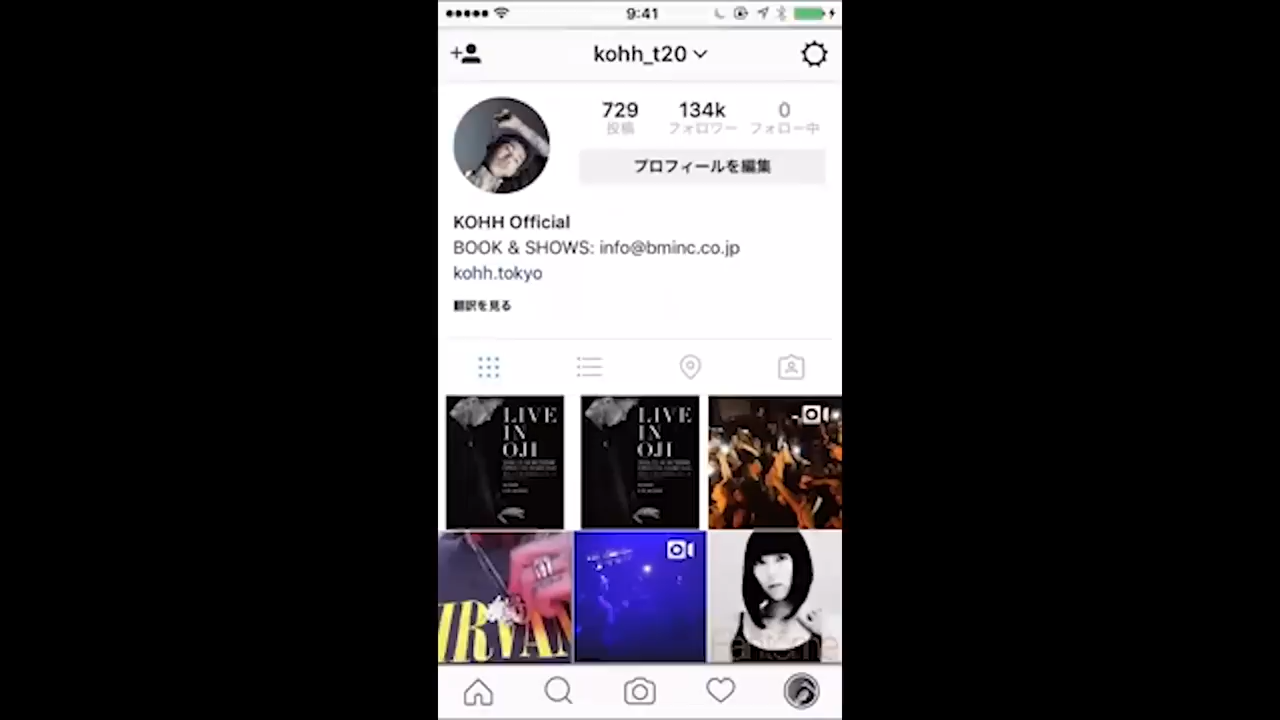 9:41
kohh_t20
729
134k
0
投稿
フォロワー
フォロー中
プロフィールを編集
KOHH Official
BOOK & SHOWS: info@bminc.co.jp
kohh.tokyo
翻訳を見る
LIVE
IN
OJI
LIVE
IN
OJI
IRVAN
Fantôme